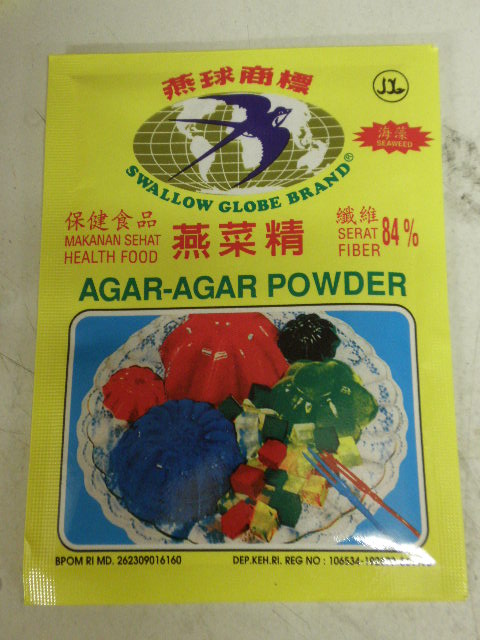 燕球商標
海藻
SEAWEED
SWALLOW GLOBE BRAND®
保健食品
MAKANAN SEHAT
HEALTH FOOD
燕菜精
纖維
SERAT
FIBER
84 %
AGAR-AGAR POWDER
BPOM RI MD. 262309016160
DEP.KEH.RI. REG NO :